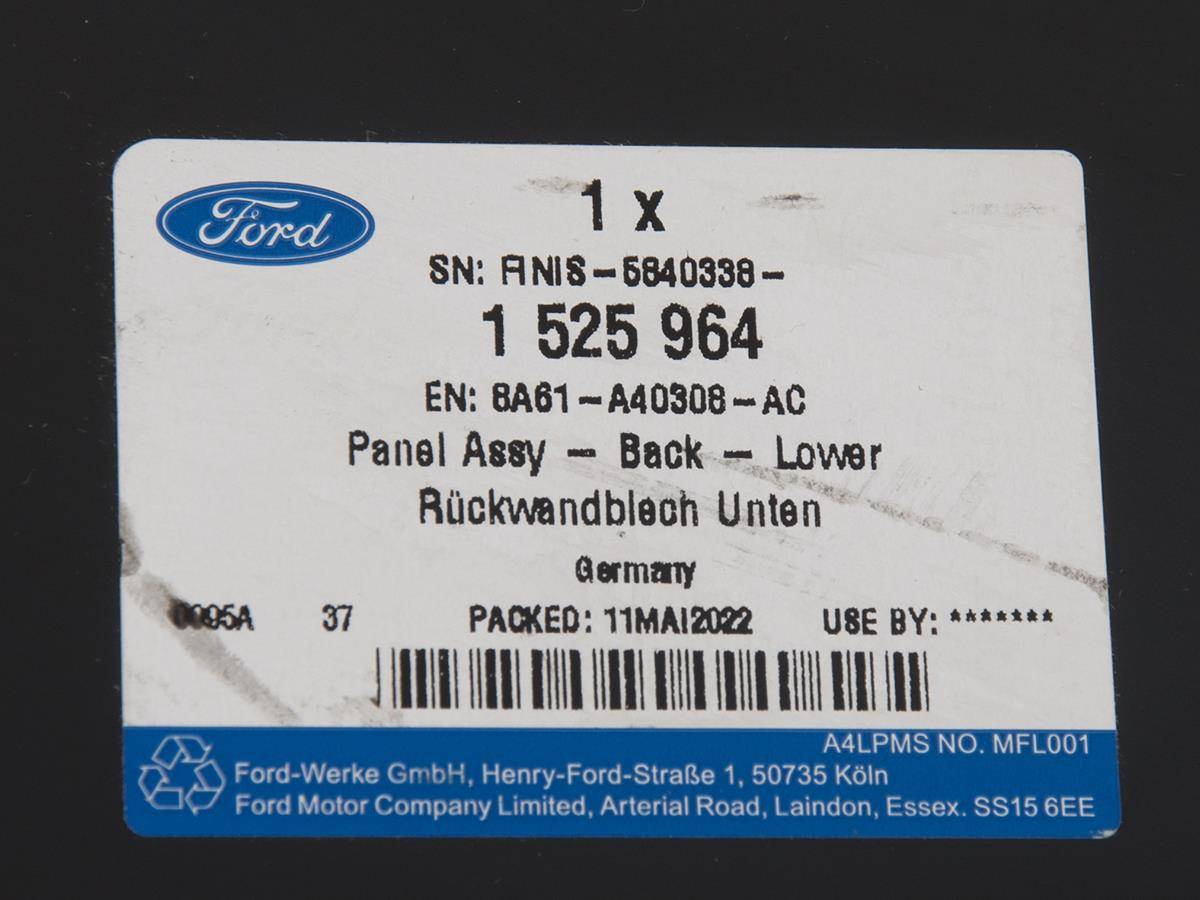 Ford
1 x
SN: FINIS-5840338-
1 525 964
EN: 8A61-A40308-AC
Panel Assy - Back - Lower
Rückwandblech Unten
Germany
0095A 37 PACKED: 11MAI2022 USE BY: *******
A4LPMS NO. MFL001
Ford-Werke GmbH, Henry-Ford-Straße 1, 50735 Köln
Ford Motor Company Limited, Arterial Road, Laindon, Essex. SS15 6EE